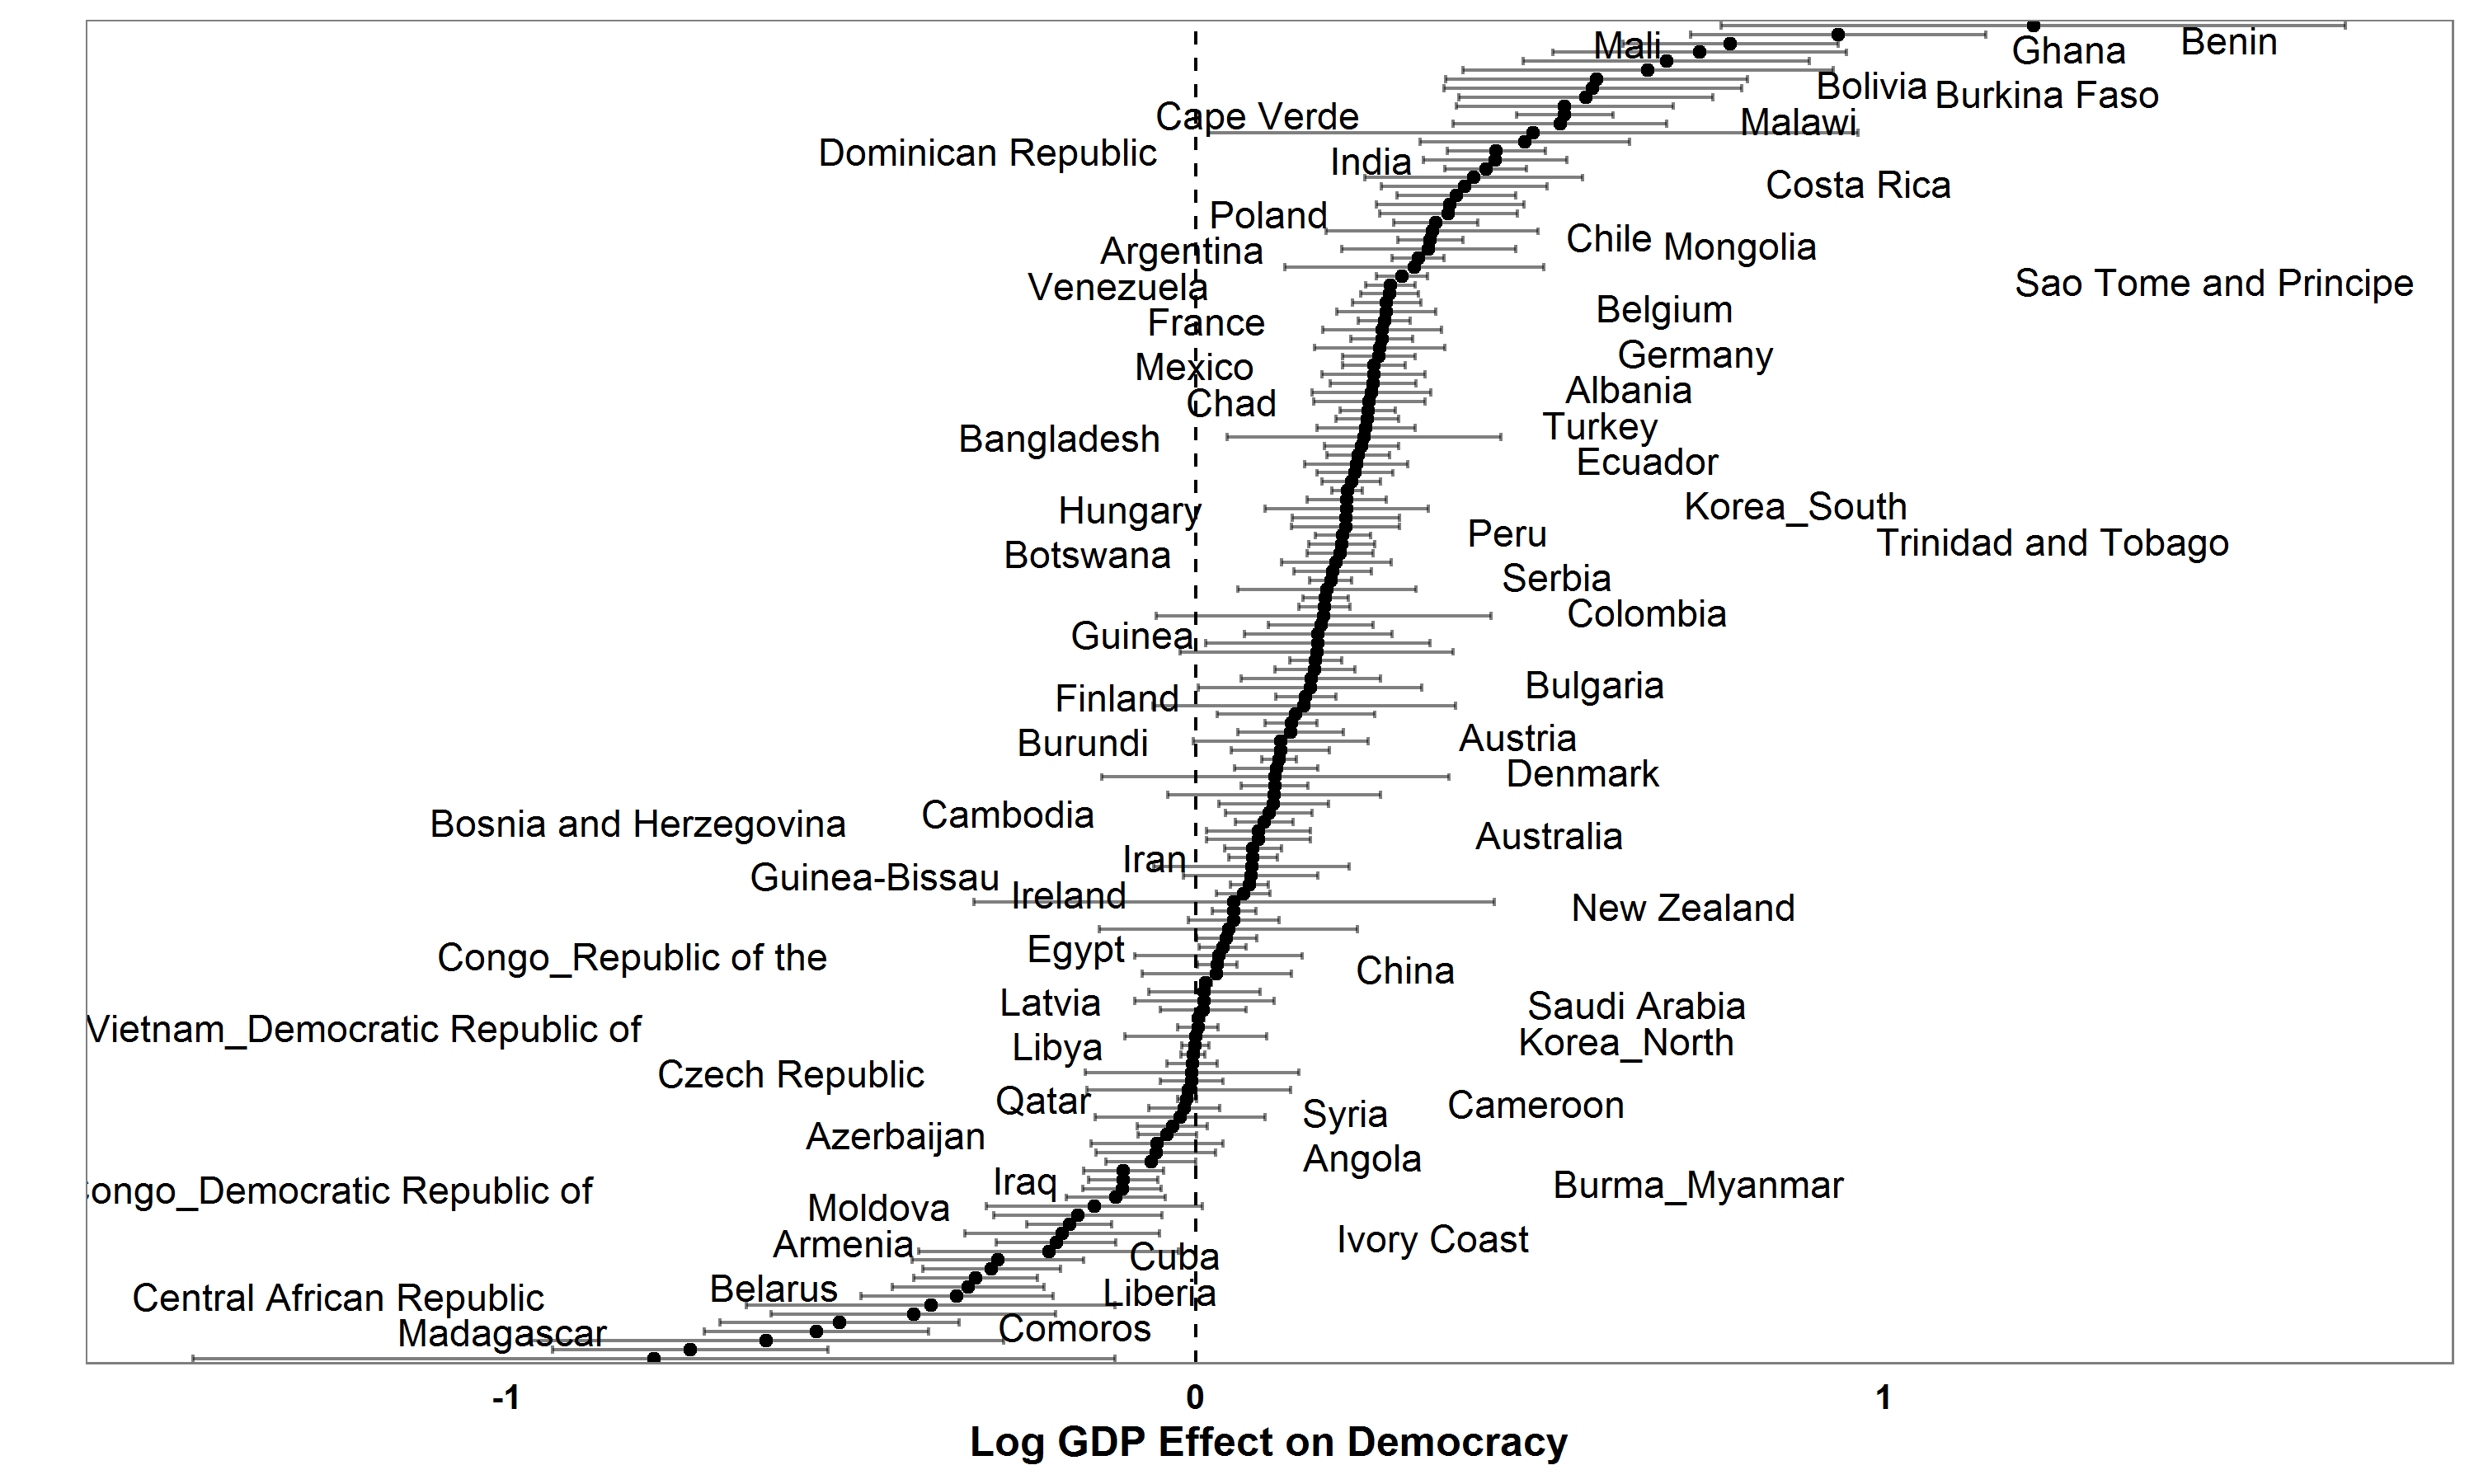 Benin
Mali
Ghana
Bolivia
Burkina Faso
Cape Verde
Malawi
Dominican Republic
India
Costa Rica
Poland
Chile
Mongolia
Argentina
Sao Tome and Principe
Venezuela
Belgium
France
Germany
Mexico
Albania
Chad
Turkey
Bangladesh
Ecuador
Korea_South
Hungary
Peru
Trinidad and Tobago
Botswana
Serbia
Colombia
Guinea
Bulgaria
Finland
Austria
Burundi
Denmark
Cambodia
Bosnia and Herzegovina
Australia
Iran
Guinea-Bissau
Ireland
New Zealand
Egypt
Congo_Republic of the
China
Latvia
Saudi Arabia
Vietnam_Democratic Republic of
Korea_North
Libya
Czech Republic
Qatar
Cameroon
Syria
Azerbaijan
Angola
Iraq
Burma_Myanmar
ongo_Democratic Republic of
Moldova
Ivory Coast
Armenia
Cuba
Belarus
Liberia
Central African Republic
Comoros
Madagascar
-1 0 1
Log GDP Effect on Democracy